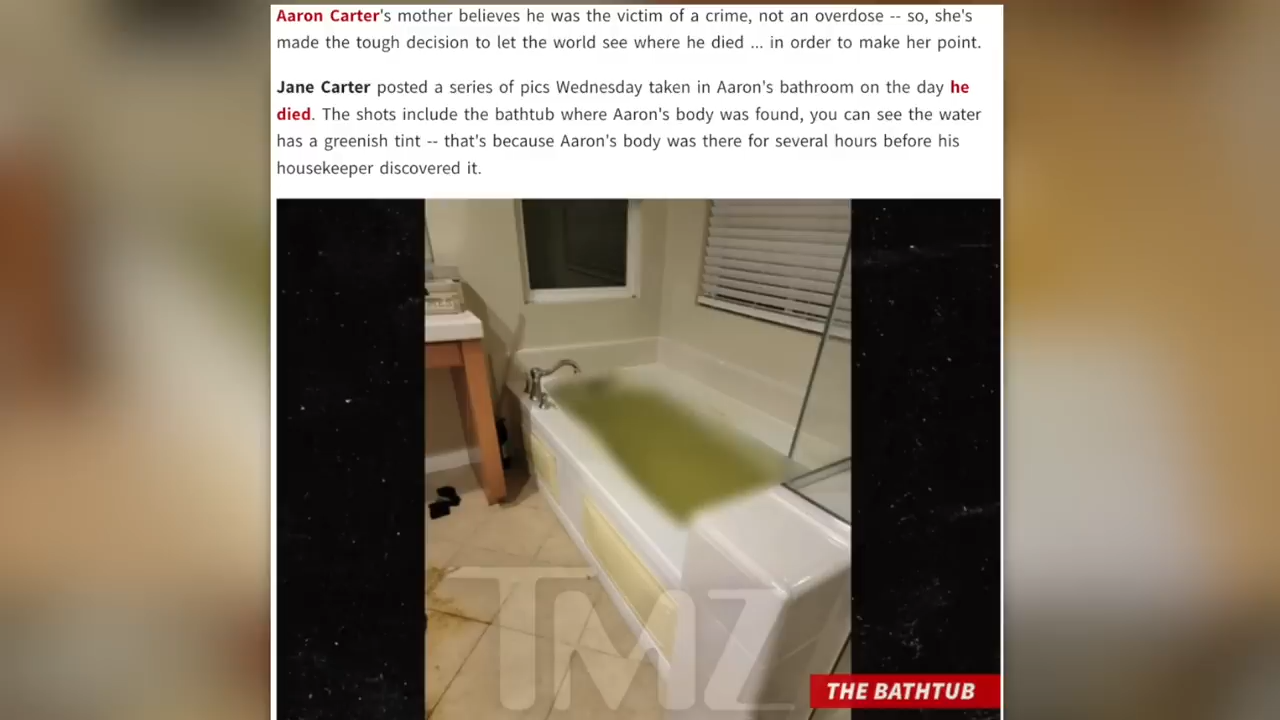 Aaron Carter's mother believes he was the victim of a crime, not an overdose -- so, she's
made the tough decision to let the world see where he died ... in order to make her point.
Jane Carter posted a series of pics Wednesday taken in Aaron's bathroom on the day he
died. The shots include the bathtub where Aaron's body was found, you can see the water
has a greenish tint -- that's because Aaron's body was there for several hours before his
housekeeper discovered it.
TMZ
THE BATHTUB